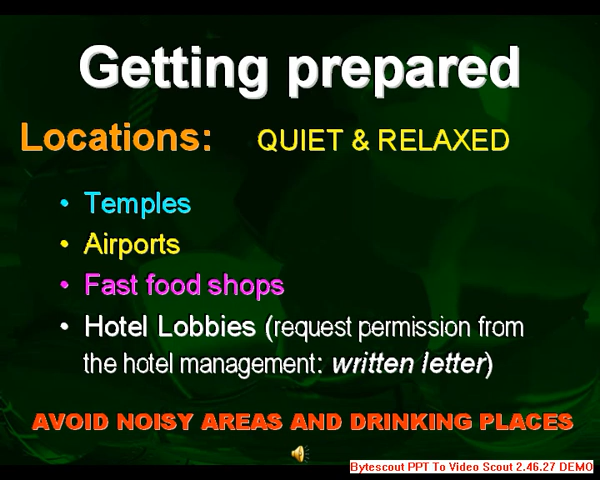 Getting prepared
Locations: QUIET & RELAXED
• Temples
• Airports
• Fast food shops
• Hotel Lobbies (request permission from
the hotel management: written letter)
AVOID NOISY AREAS AND DRINKING PLACES
Bytescout PPT To Video Scout 2.46.27 DEMO